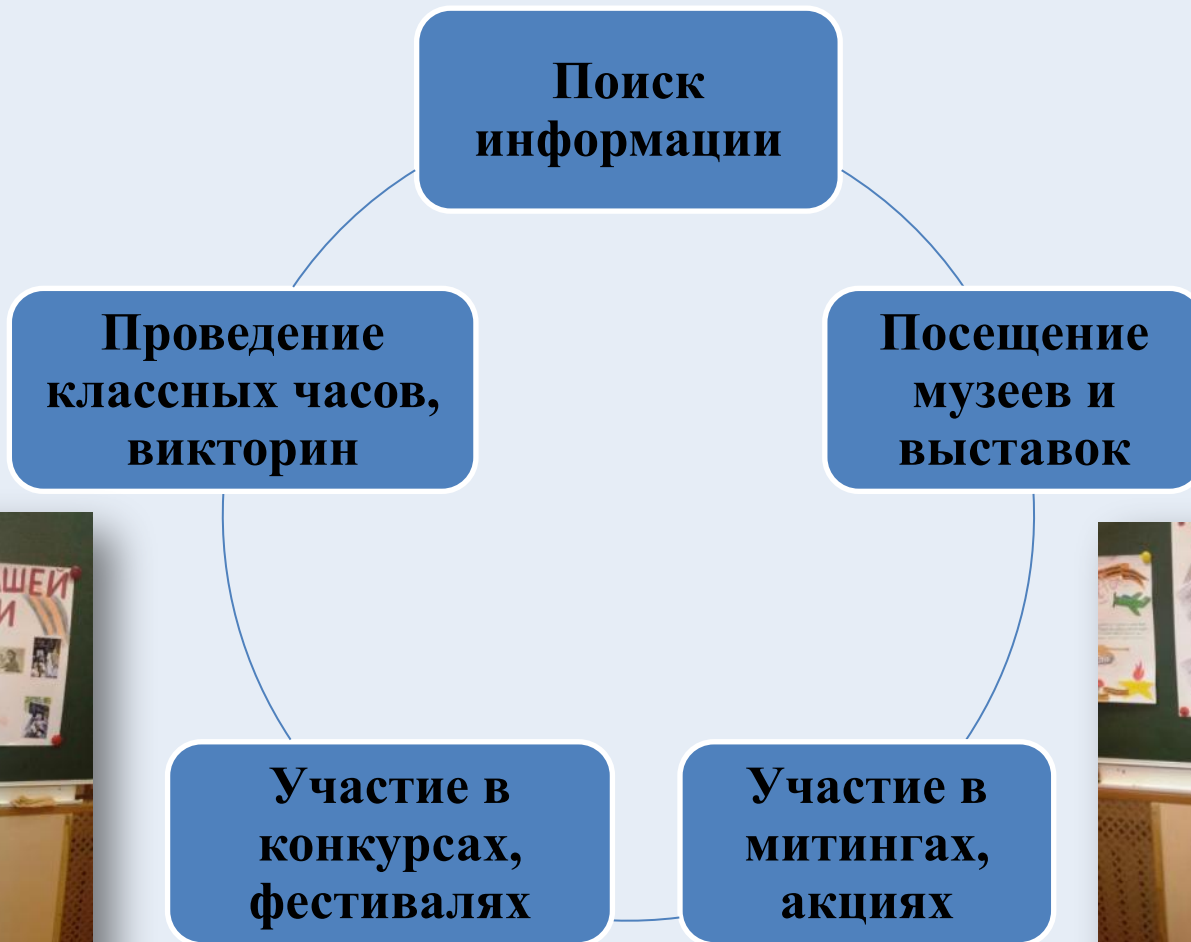 Поиск
информации
Проведение
классных часов,
викторин
Посещение
музеев и
выставок
Участие в
конкурсах,
фестивалях
Участие в
митингах,
акциях